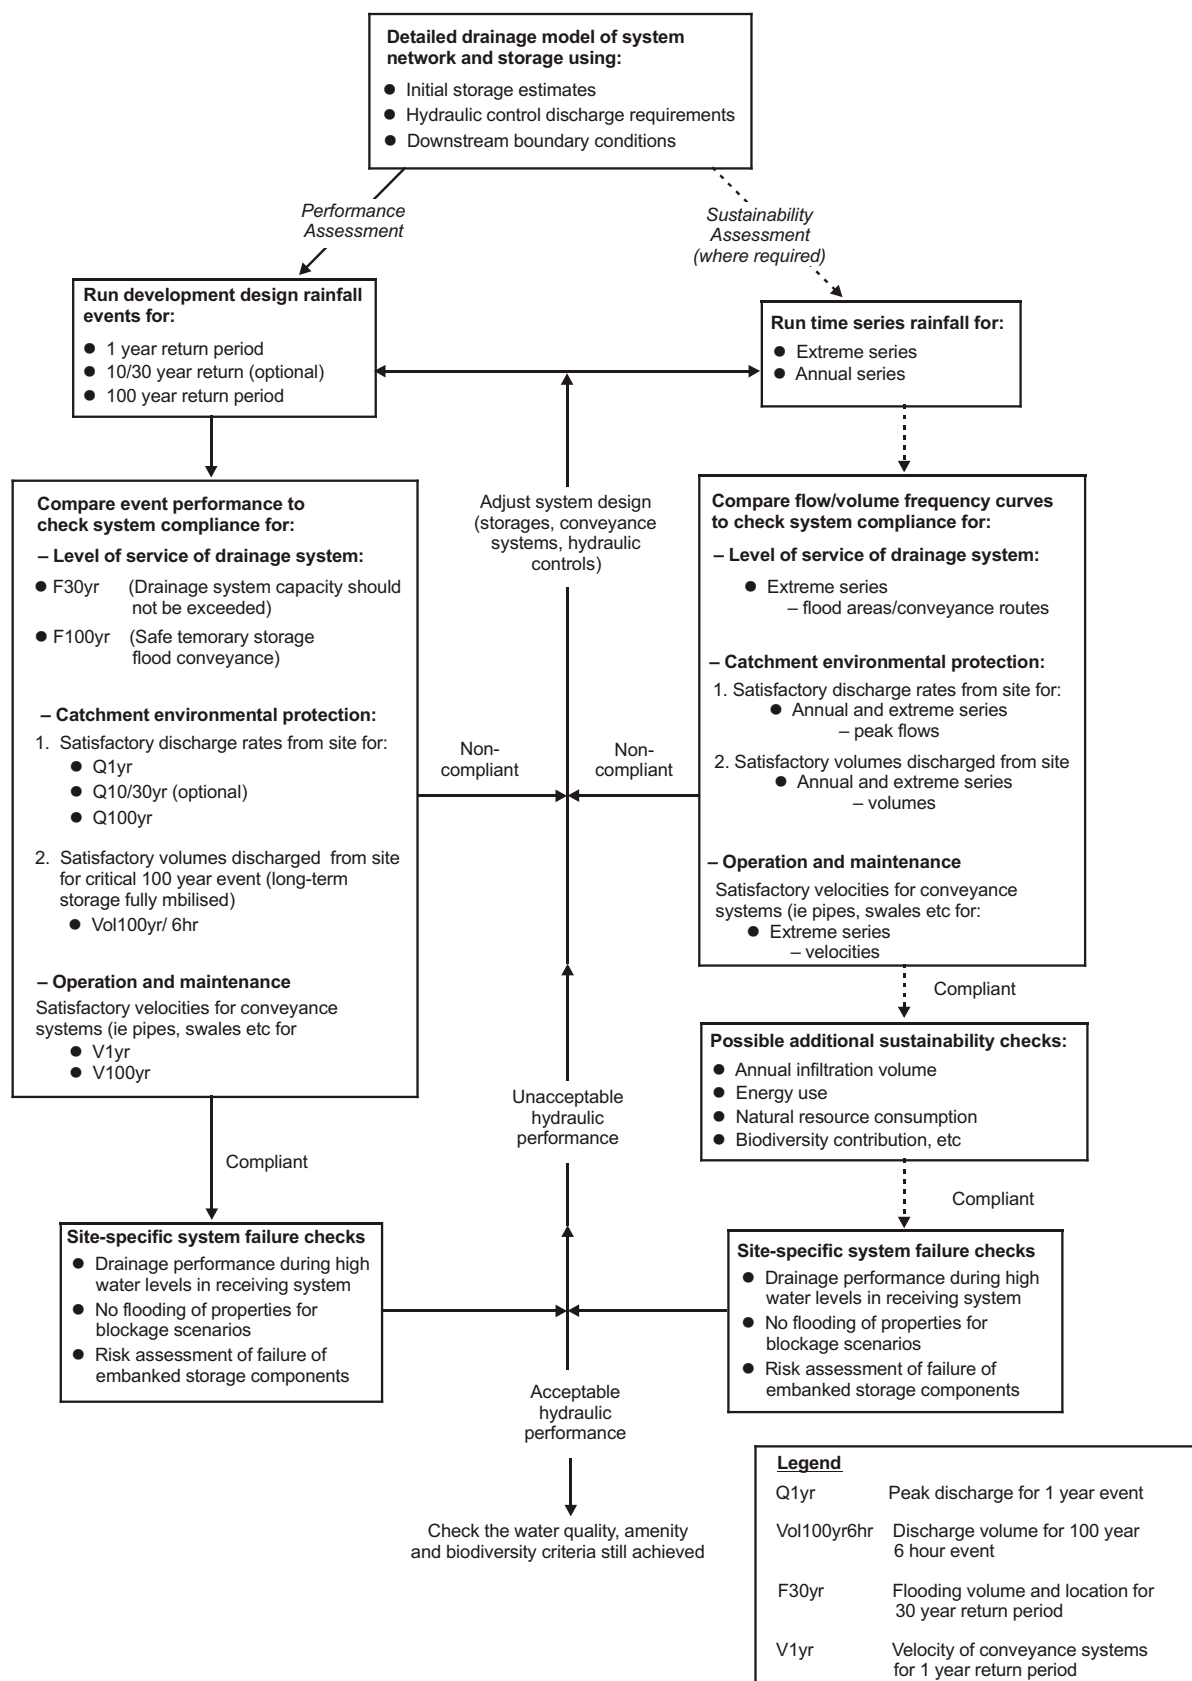 Detailed drainage model of system
network and storage using:
● Initial storage estimates
● Hydraulic control discharge requirements
● Downstream boundary conditions
Performance
Assessment
Sustainability
Assessment
(where required)
Run development design rainfall
events for:
● 1 year return period
● 10/30 year return (optional)
● 100 year return period
Run time series rainfall for:
● Extreme series
● Annual series
Adjust system design
(storages, conveyance
systems, hydraulic
controls)
Compare event performance to
check system compliance for:
– Level of service of drainage system:
● F30yr (Drainage system capacity should
not be exceeded)
● F100yr (Safe temorary storage
flood conveyance)
– Catchment environmental protection:
1. Satisfactory discharge rates from site for:
● Q1yr
● Q10/30yr (optional)
● Q100yr
2. Satisfactory volumes discharged from site
for critical 100 year event (long-term
storage fully mbilised)
● Vol100yr/ 6hr
– Operation and maintenance
Satisfactory velocities for conveyance
systems (ie pipes, swales etc for
● V1yr
● V100yr
Non-
compliant
Non-
compliant
Compare flow/volume frequency curves
to check system compliance for:
– Level of service of drainage system:
● Extreme series
– flood areas/conveyance routes
– Catchment environmental protection:
1. Satisfactory discharge rates from site for:
● Annual and extreme series
– peak flows
2. Satisfactory volumes discharged from site
● Annual and extreme series
– volumes
– Operation and maintenance
Satisfactory velocities for conveyance
systems (ie pipes, swales etc for:
● Extreme series
– velocities
Compliant
Possible additional sustainability checks:
● Annual infiltration volume
● Energy use
● Natural resource consumption
● Biodiversity contribution, etc
Unacceptable
hydraulic
performance
Compliant
Compliant
Site-specific system failure checks
● Drainage performance during high
water levels in receiving system
● No flooding of properties for
blockage scenarios
● Risk assessment of failure of
embanked storage components
Site-specific system failure checks
● Drainage performance during high
water levels in receiving system
● No flooding of properties for
blockage scenarios
● Risk assessment of failure of
embanked storage components
Acceptable
hydraulic
performance
Check the water quality, amenity
and biodiversity criteria still achieved
Legend
Q1yr Peak discharge for 1 year event
Vol100yr6hr Discharge volume for 100 year
6 hour event
F30yr Flooding volume and location for
30 year return period
V1yr Velocity of conveyance systems
for 1 year return period